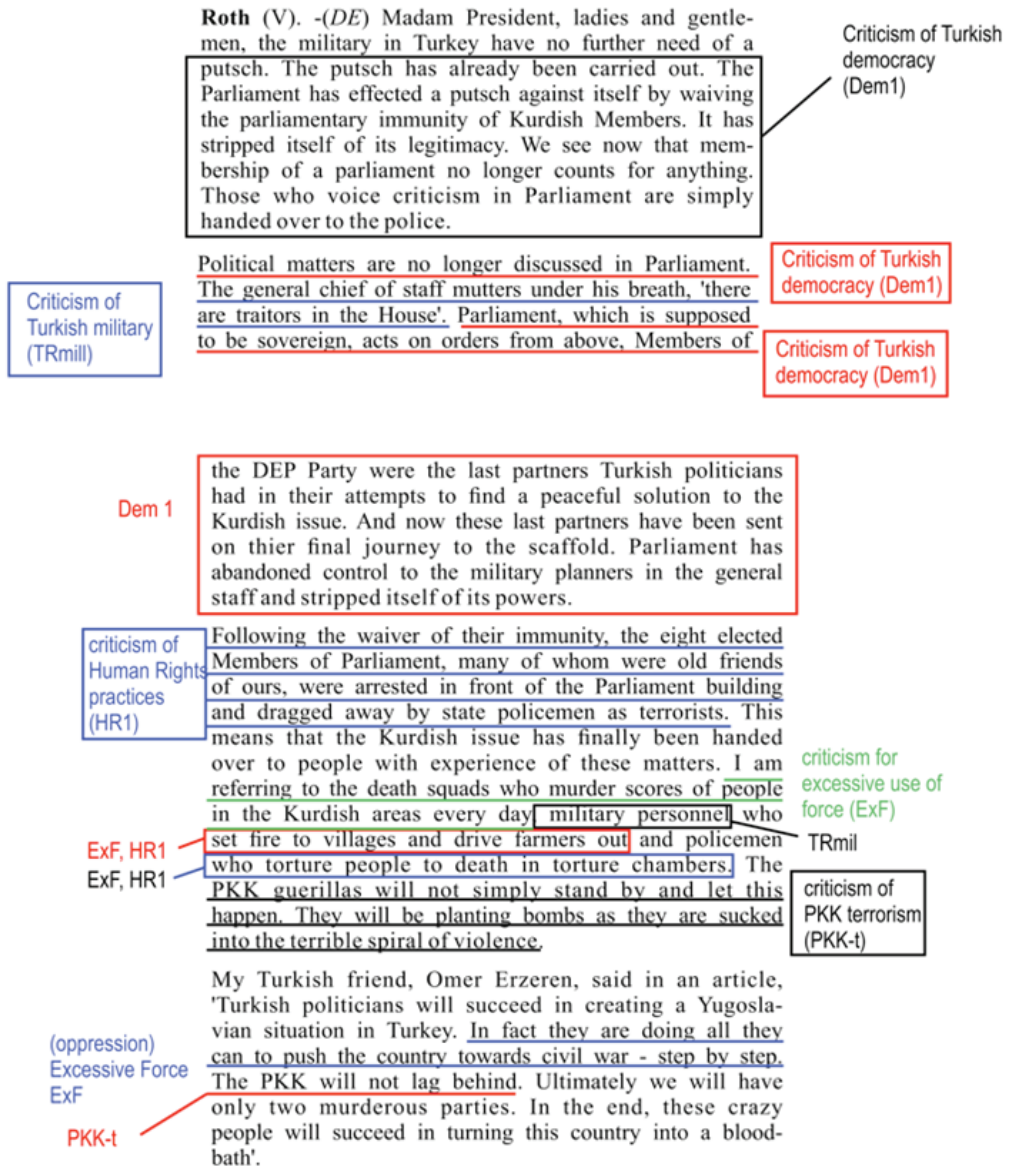 Roth (V). -(DE) Madam President, ladies and gentle-
men, the military in Turkey have no further need of a
putsch. The putsch has already been carried out. The
Parliament has effected a putsch against itself by waiving
the parliamentary immunity of Kurdish Members. It has
stripped itself of its legitimacy. We see now that mem-
bership of a parliament no longer counts for anything.
Those who voice criticism in Parliament are simply
handed over to the police.
Criticism of Turkish
democracy
(Dem1)
Political matters are no longer discussed in Parliament.
The general chief of staff mutters under his breath, 'there
are traitors in the House'. Parliament, which is supposed
to be sovereign, acts on orders from above, Members of
Criticism of Turkish
democracy (Dem1)
Criticism of
Turkish military
(TRmill)
Criticism of Turkish
democracy (Dem1)
the DEP Party were the last partners Turkish politicians
had in their attempts to find a peaceful solution to the
Kurdish issue. And now these last partners have been sent
on thier final journey to the scaffold. Parliament has
abandoned control to the military planners in the general
staff and stripped itself of its powers.
Dem 1
Following the waiver of their immunity, the eight elected
Members of Parliament, many of whom were old friends
of ours, were arrested in front of the Parliament building
and dragged away by state policemen as terrorists. This
means that the Kurdish issue has finally been handed
over to people with experience of these matters. I am
referring to the death squads who murder scores of people
in the Kurdish areas every day, military personnel who
set fire to villages and drive farmers out and policemen
who torture people to death in torture chambers. The
PKK guerillas will not simply stand by and let this
happen. They will be planting bombs as they are sucked
into the terrible spiral of violence.
criticism of
Human Rights
practices
(HR1)
criticism for
excessive use of
force (ExF)
TRmil
ExF, HR1
ExF, HR1
criticism of
PKK terrorism
(PKK-t)
My Turkish friend, Omer Erzeren, said in an article,
'Turkish politicians will succeed in creating a Yugosla-
vian situation in Turkey. In fact they are doing all they
can to push the country towards civil war - step by step.
The PKK will not lag behind. Ultimately we will have
only two murderous parties. In the end, these crazy
people will succeed in turning this country into a blood-
bath'.
(oppression)
Excessive Force
ExF
PKK-t